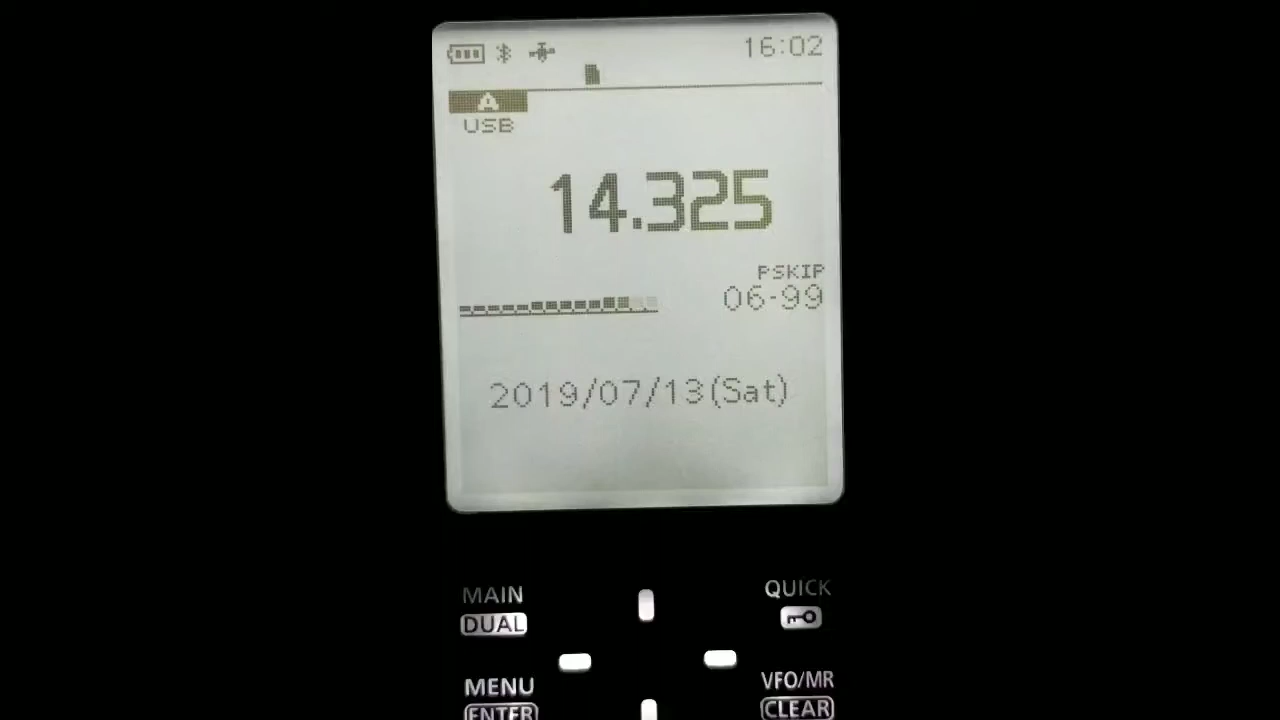 16:02
A
USB
14.325
PSKIP
06-99
2019/07/13(Sat)
MAIN
QUICK
DUAL
MENU
VFO/MR
ENTER
CLEAR